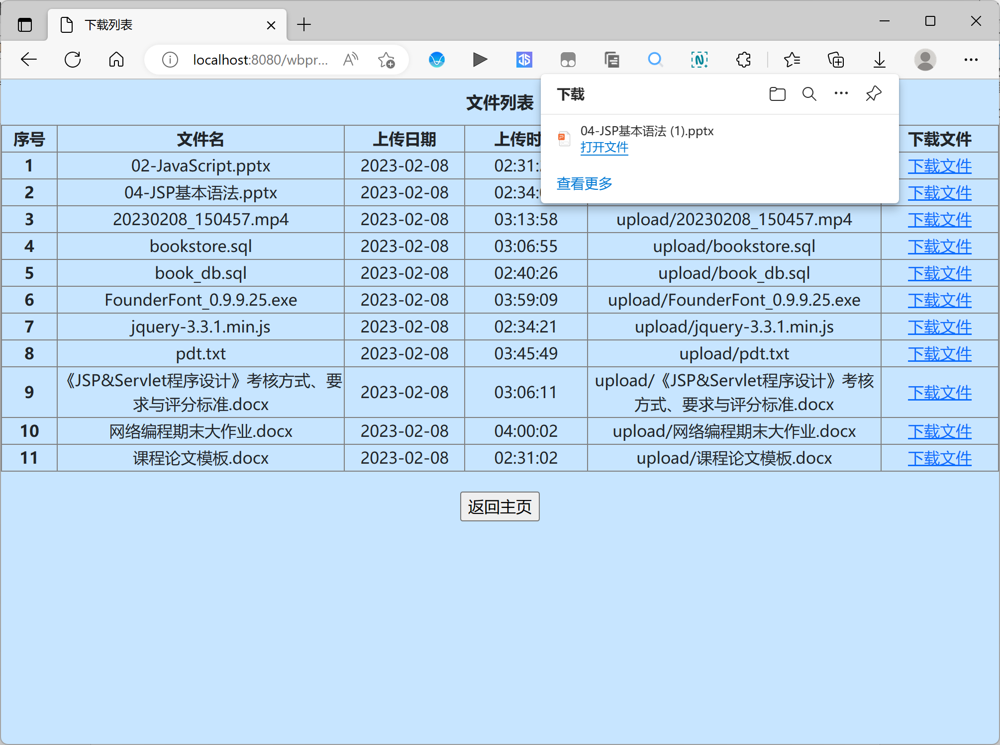 下载列表
localhost:8080/wbpr...
下载
04-JSP基本语法 (1).pptx
打开文件
查看更多
文件列表
序号 文件名 上传日期 上传时 下载文件
1 02-JavaScript.pptx 2023-02-08 02:31: 下载文件
2 04-JSP基本语法.pptx 2023-02-08 02:34: 下载文件
3 20230208_150457.mp4 2023-02-08 03:13:58 upload/20230208_150457.mp4 下载文件
4 bookstore.sql 2023-02-08 03:06:55 upload/bookstore.sql 下载文件
5 book_db.sql 2023-02-08 02:40:26 upload/book_db.sql 下载文件
6 FounderFont_0.9.9.25.exe 2023-02-08 03:59:09 upload/FounderFont_0.9.9.25.exe 下载文件
7 jquery-3.3.1.min.js 2023-02-08 02:34:21 upload/jquery-3.3.1.min.js 下载文件
8 pdt.txt 2023-02-08 03:45:49 upload/pdt.txt 下载文件
9 《JSP&Servlet程序设计》考核方式、要求与评分标准.docx 2023-02-08 03:06:11 upload/《JSP&Servlet程序设计》考核方式、要求与评分标准.docx 下载文件
10 网络编程期末大作业.docx 2023-02-08 04:00:02 upload/网络编程期末大作业.docx 下载文件
11 课程论文模板.docx 2023-02-08 02:31:02 upload/课程论文模板.docx 下载文件
返回主页